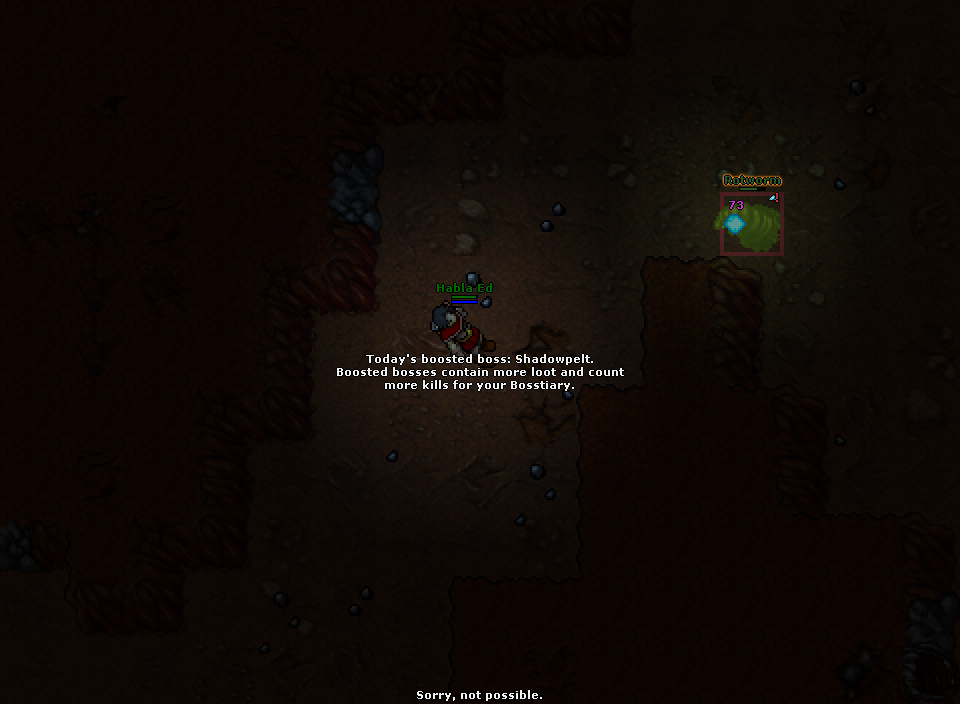 Rotworm
73
Habla Ed
Today's boosted boss: Shadowpelt.
Boosted bosses contain more loot and count
more kills for your Bosstiary.
Sorry, not possible.